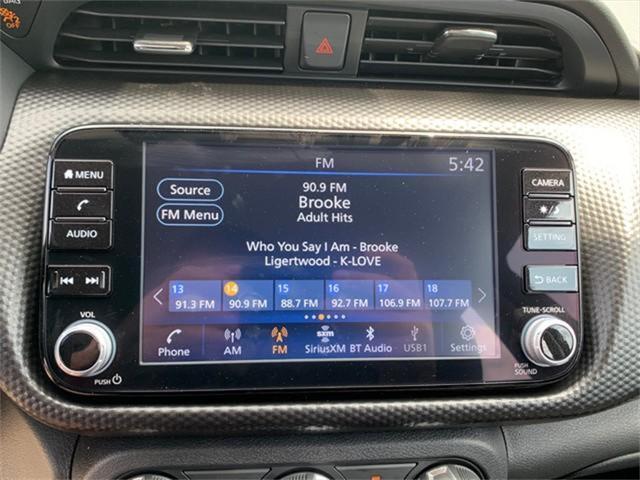 FM 5:42
MENU
AUDIO
VOL
PUSH
Source
FM Menu
90.9 FM
Brooke
Adult Hits
Who You Say I Am - Brooke
Ligertwood - K-LOVE
13 14 15 16 17 18
91.3 FM 90.9 FM 88.7 FM 92.7 FM 106.9 FM 107.7 FM
sxm
Phone AM FM SiriusXM BT Audio USB1 Settings
CAMERA
SETTING
BACK
TUNE-SCROLL
PUSH
SOUND